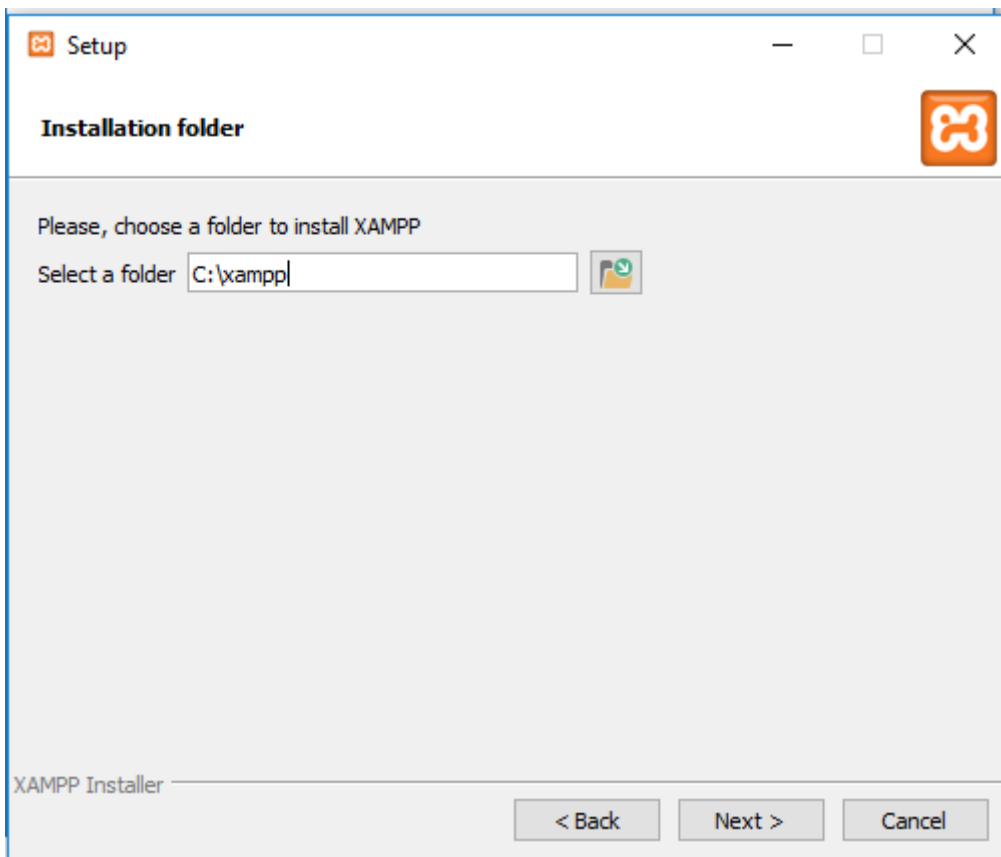 Setup
Installation folder
Please, choose a folder to install XAMPP
Select a folder C:\xampp
XAMPP Installer
< Back Next > Cancel